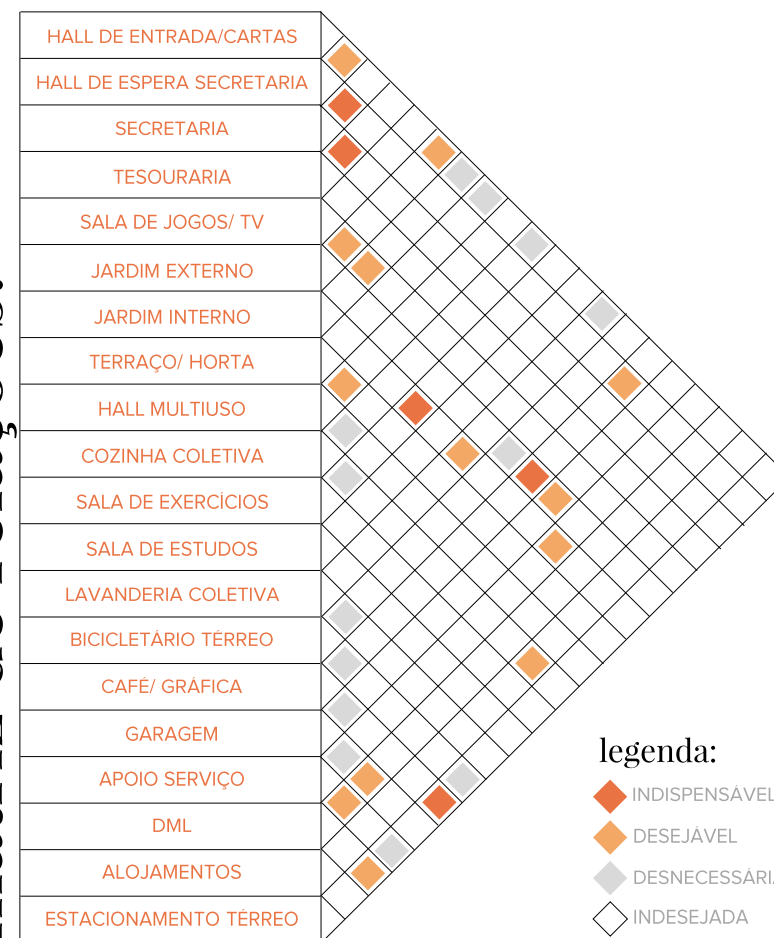 HALL DE ENTRADA/CARTAS
HALL DE ESPERA SECRETARIA
SECRETARIA
TESOURARIA
SALA DE JOGOS/ TV
JARDIM EXTERNO
JARDIM INTERNO
TERRAÇO/ HORTA
HALL MULTIUSO
COZINHA COLETIVA
SALA DE EXERCÍCIOS
SALA DE ESTUDOS
LAVANDERIA COLETIVA
BICICLETÁRIO TÉRREO
CAFÉ/ GRÁFICA
GARAGEM
APOIO SERVIÇO
DML
ALOJAMENTOS
ESTACIONAMENTO TÉRREO
legenda:
INDISPENSÁVEL
DESEJÁVEL
DESNECESSÁRI
INDESEJADA